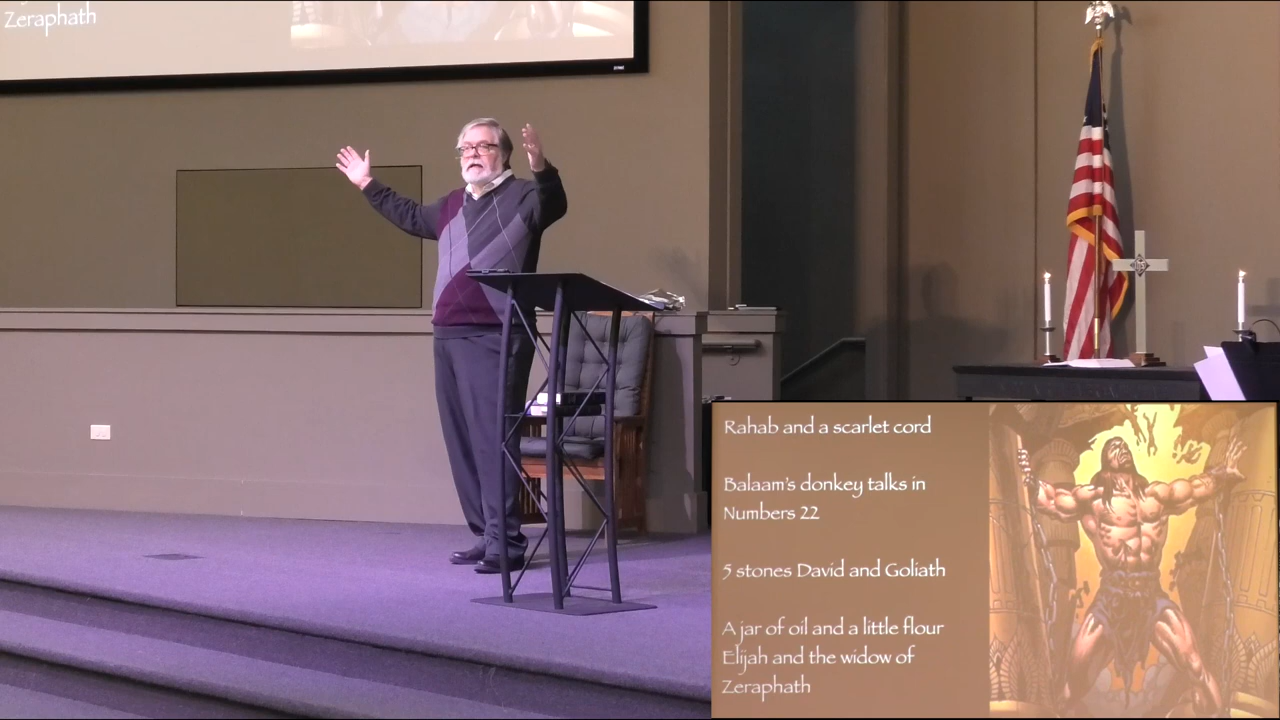 Zeraphath
Rahab and a scarlet cord
Balaam's donkey talks in
Numbers 22
5 stones David and Goliath
A jar of oil and a little flour
Elijah and the widow of
Zeraphath